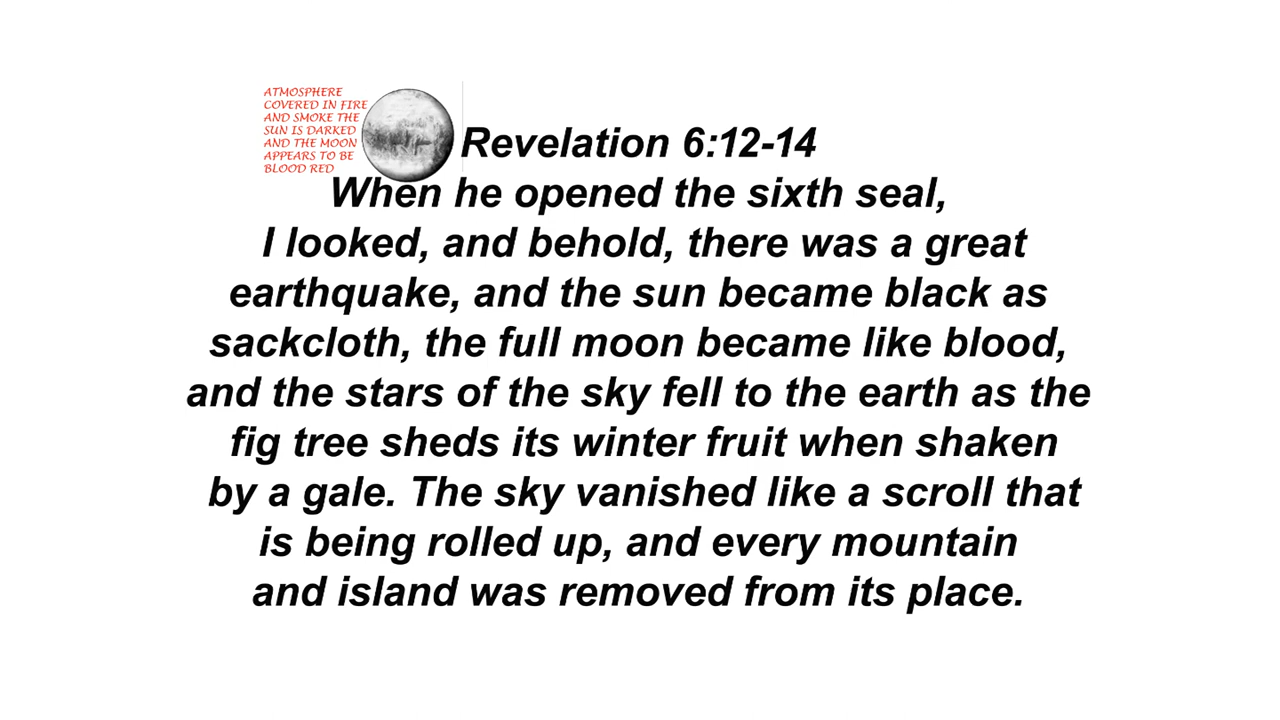 ATMOSPHERE
COVERED IN FIRE
AND SMOKE THE
SUN IS DARKED
AND THE MOON
APPEARS TO BE
BLOOD RED
Revelation 6:12-14
When he opened the sixth seal,
I looked, and behold, there was a great
earthquake, and the sun became black as
sackcloth, the full moon became like blood,
and the stars of the sky fell to the earth as the
fig tree sheds its winter fruit when shaken
by a gale. The sky vanished like a scroll that
is being rolled up, and every mountain
and island was removed from its place.